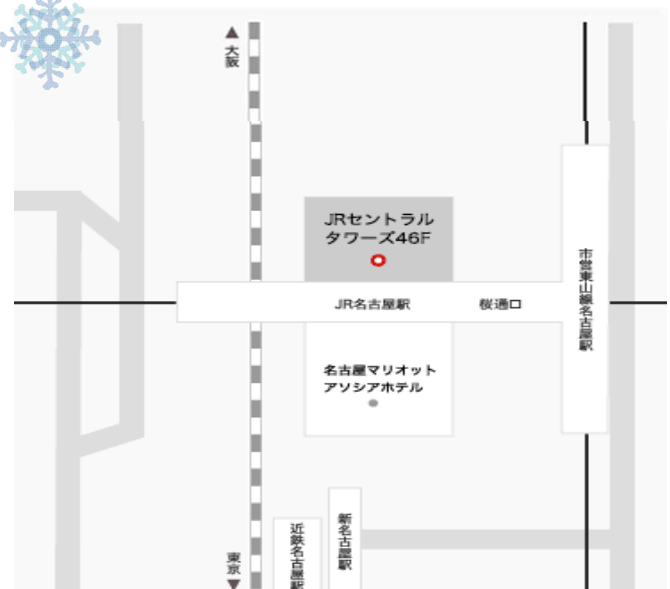 ▲
大阪
JRセントラル
タワーズ46F
JR名古屋駅
桜通口
市営東山線名古屋駅
名古屋マリオット
アソシアホテル
新名古屋駅
近鉄名古屋駅
東京
▼